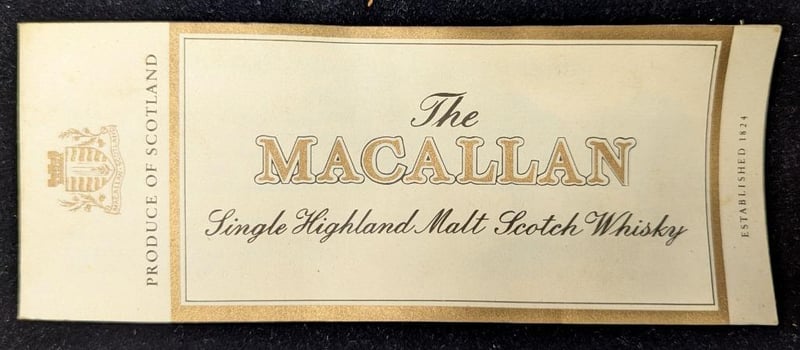 PRODUCE OF SCOTLAND
The
MACALLAN
Single Highland Malt Scotch Whisky
ESTABLISHED 1824